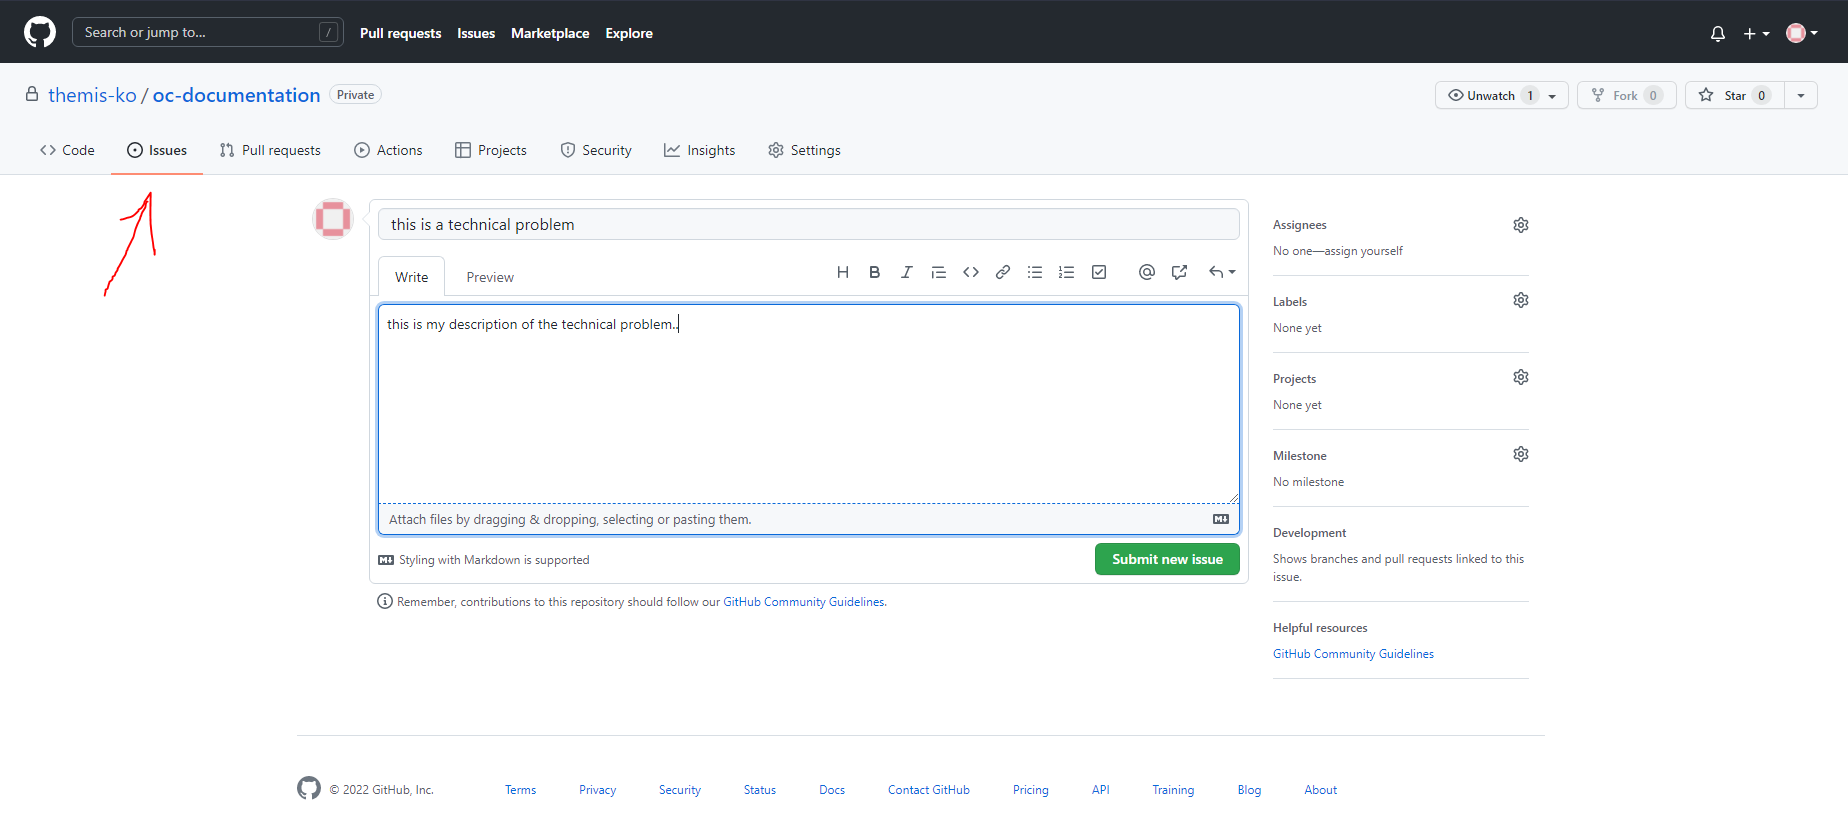 Search or jump to... /
Pull requests Issues Marketplace Explore
themis-ko / oc-documentation Private
Unwatch 1 Fork 0 Star 0
Code Issues Pull requests Actions Projects Security Insights Settings
this is a technical problem
Write Preview
this is my description of the technical problem..
Attach files by dragging & dropping, selecting or pasting them.
Styling with Markdown is supported
Submit new issue
Remember, contributions to this repository should follow our GitHub Community Guidelines.
Assignees
No one—assign yourself
Labels
None yet
Projects
None yet
Milestone
No milestone
Development
Shows branches and pull requests linked to this
issue.
Helpful resources
GitHub Community Guidelines
© 2022 GitHub, Inc. Terms Privacy Security Status Docs Contact GitHub Pricing API Training Blog About